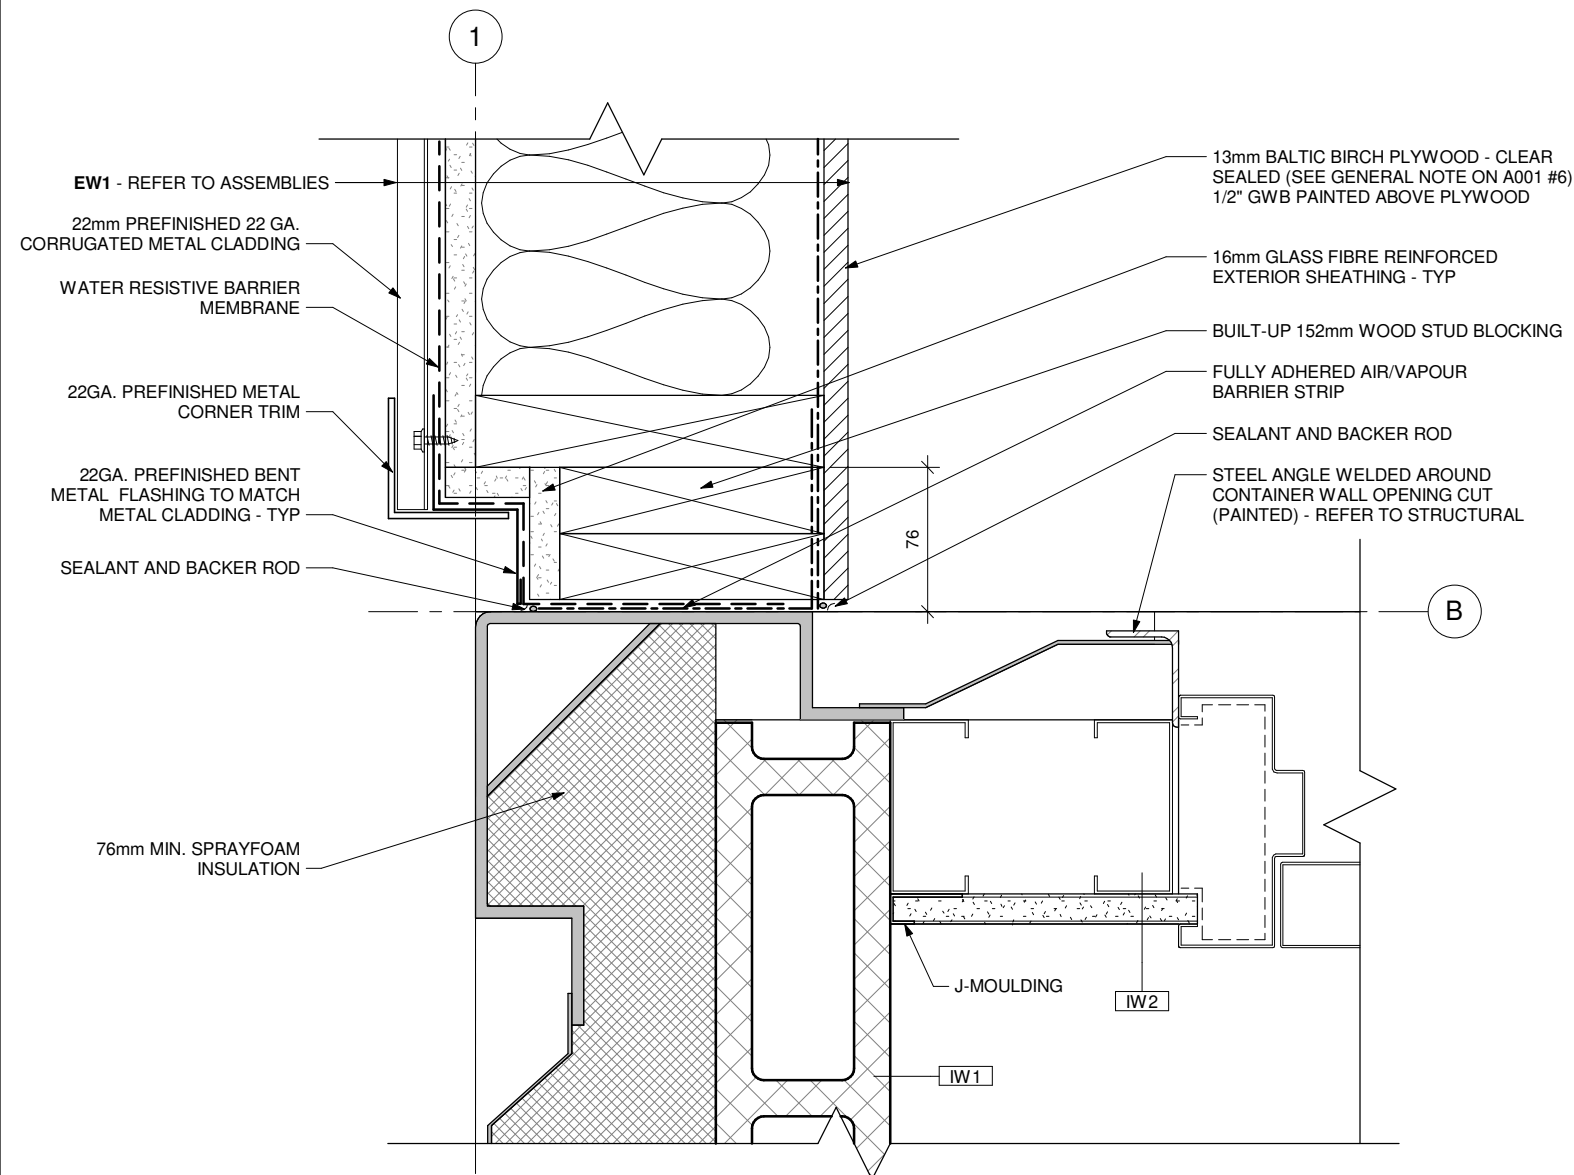 1
EW1 - REFER TO ASSEMBLIES
22mm PREFINISHED 22 GA.
CORRUGATED METAL CLADDING
WATER RESISTIVE BARRIER
MEMBRANE
22GA. PREFINISHED METAL
CORNER TRIM
22GA. PREFINISHED BENT
METAL FLASHING TO MATCH
METAL CLADDING - TYP
SEALANT AND BACKER ROD
76mm MIN. SPRAYFOAM
INSULATION
13mm BALTIC BIRCH PLYWOOD - CLEAR
SEALED (SEE GENERAL NOTE ON A001 #6)
1/2" GWB PAINTED ABOVE PLYWOOD
16mm GLASS FIBRE REINFORCED
EXTERIOR SHEATHING - TYP
BUILT-UP 152mm WOOD STUD BLOCKING
FULLY ADHERED AIR/VAPOUR
BARRIER STRIP
SEALANT AND BACKER ROD
STEEL ANGLE WELDED AROUND
CONTAINER WALL OPENING CUT
(PAINTED) - REFER TO STRUCTURAL
76
B
J-MOULDING
IW2
IW1